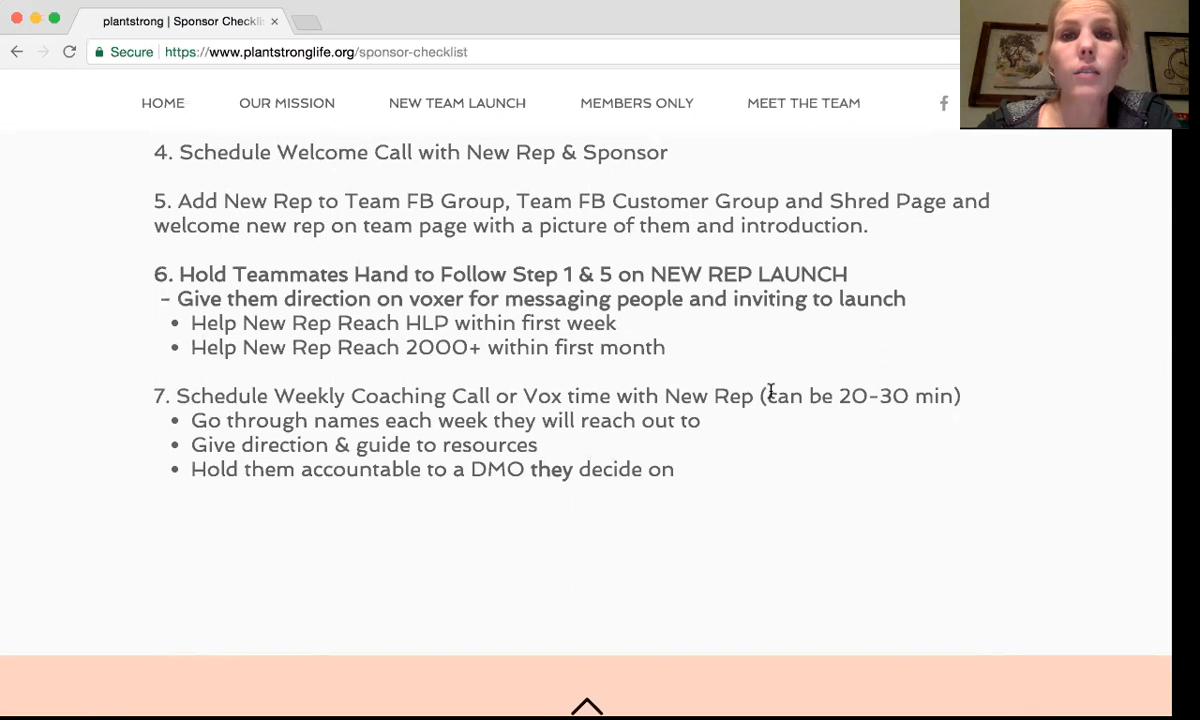 plantstrong | Sponsor Checkli
Secure https://www.plantstronglife.org/sponsor-checklist
HOME OUR MISSION NEW TEAM LAUNCH MEMBERS ONLY MEET THE TEAM f
4. Schedule Welcome Call with New Rep & Sponsor
5. Add New Rep to Team FB Group, Team FB Customer Group and Shred Page and
welcome new rep on team page with a picture of them and introduction.
6. Hold Teammates Hand to Follow Step 1 & 5 on NEW REP LAUNCH
- Give them direction on voxer for messaging people and inviting to launch
• Help New Rep Reach HLP within first week
• Help New Rep Reach 2000+ within first month
7. Schedule Weekly Coaching Call or Vox time with New Rep (can be 20-30 min)
• Go through names each week they will reach out to
• Give direction & guide to resources
• Hold them accountable to a DMO they decide on